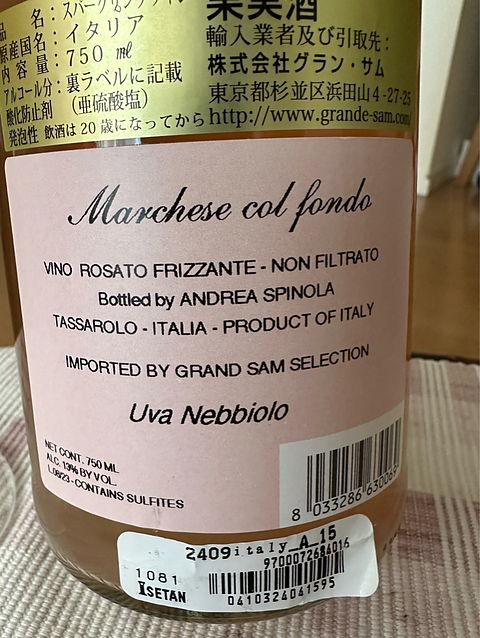 名：スパークリングワイン
原産国名：イタリア
内容量：750 ml
アルコール分：裏ラベルに記載
酸化防止剤 （亜硫酸塩）
発泡性 飲酒は20歳になってから
果実酒
輸入業者及び引取先：
株式会社グラン・サム
東京都杉並区浜田山4-27-25
http://www.grande-sam.com/
Marchese col fondo
VINO ROSATO FRIZZANTE - NON FILTRATO
Bottled by ANDREA SPINOLA
TASSAROLO - ITALIA - PRODUCT OF ITALY
IMPORTED BY GRAND SAM SELECTION
Uva Nebbiolo
NET CONT. 750 ML
ALC. 13% BY VOL.
L.0823 - CONTAINS SULFITES
8 033286 63006
2409italy_A_15
9700072684016
1081
ISETAN
0410324041595